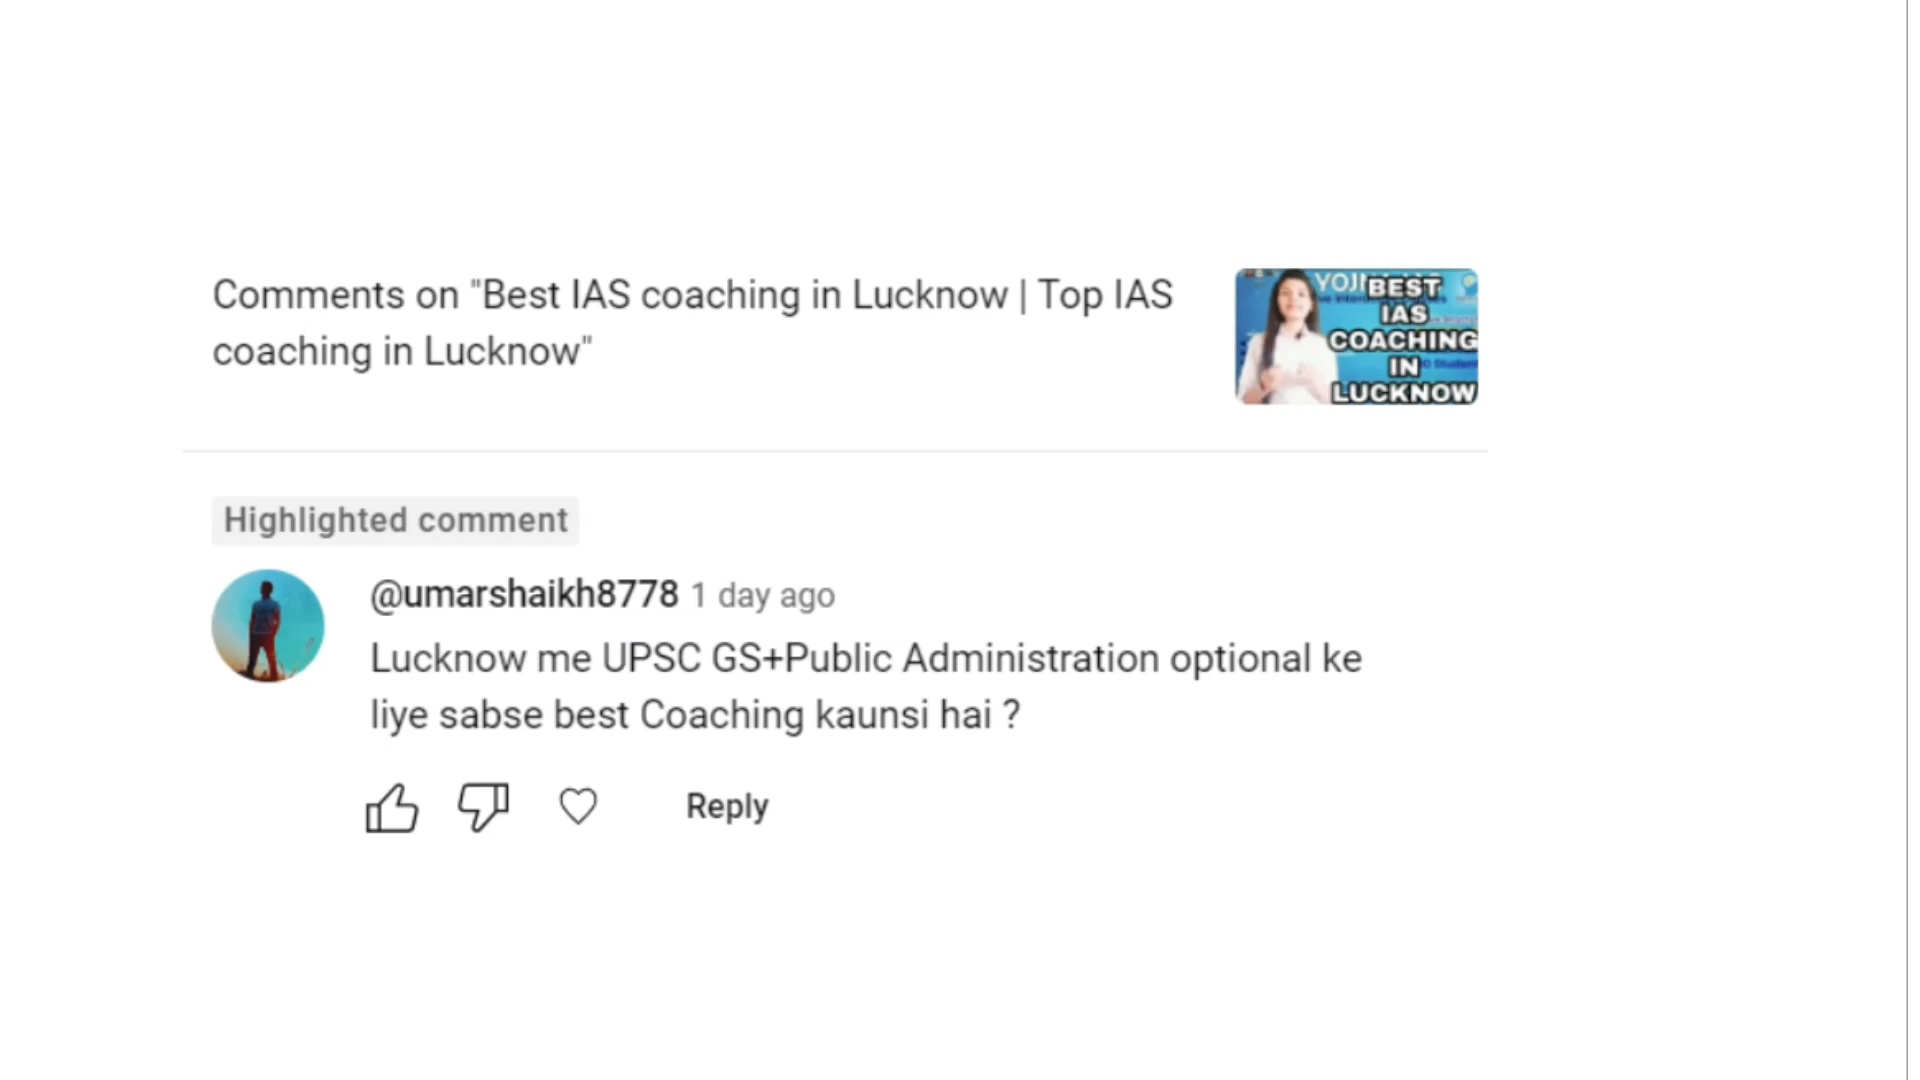 Comments on "Best IAS coaching in Lucknow | Top IAS
coaching in Lucknow"
BEST
IAS
COACHING
IN
LUCKNOW
Highlighted comment
@umarshaikh8778 1 day ago
Lucknow me UPSC GS+Public Administration optional ke
liye sabse best Coaching kaunsi hai ?
Reply